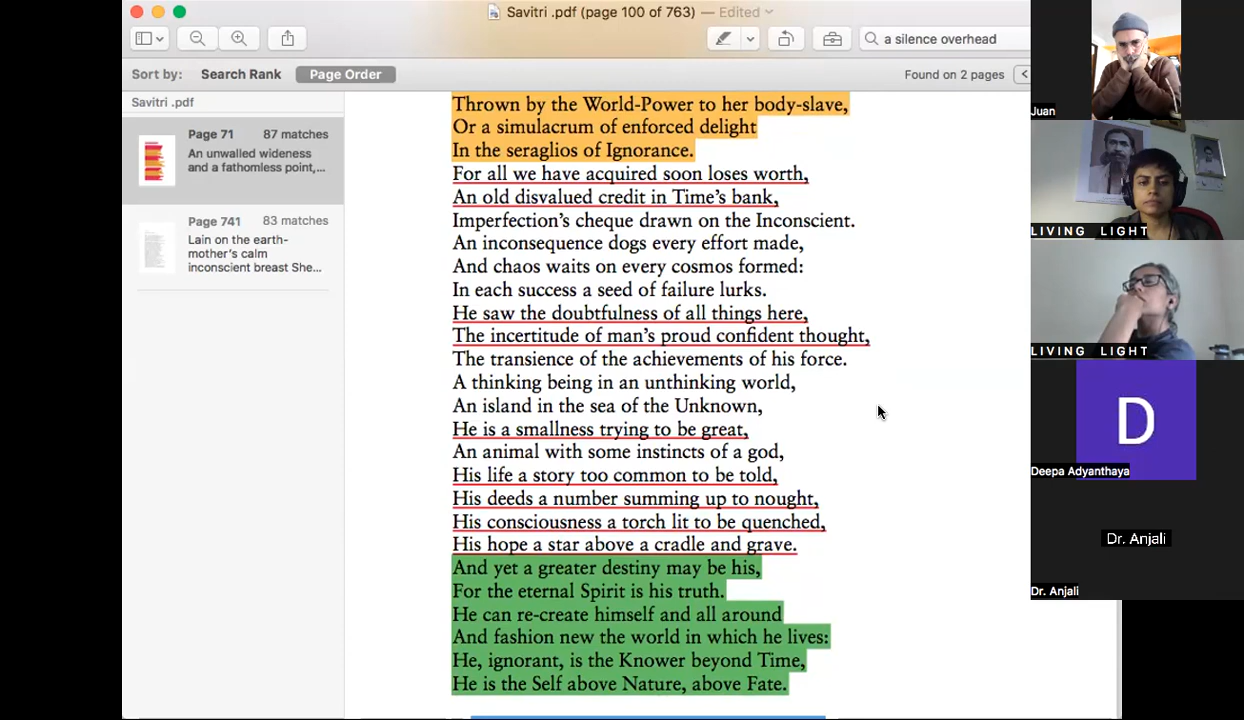 Savitri .pdf (page 100 of 763) — Edited
a silence overhead
Sort by: Search Rank Page Order Found on 2 pages
Savitri .pdf
Page 71 87 matches
An unwalled wideness
and a fathomless point,...
Page 741 83 matches
Lain on the earth-
mother's calm
inconscient breast She...
Thrown by the World-Power to her body-slave,
Or a simulacrum of enforced delight
In the seraglios of Ignorance.
For all we have acquired soon loses worth,
An old disvalued credit in Time's bank,
Imperfection's cheque drawn on the Inconscient.
An inconsequence dogs every effort made,
And chaos waits on every cosmos formed:
In each success a seed of failure lurks.
He saw the doubtfulness of all things here,
The incertitude of man's proud confident thought,
The transience of the achievements of his force.
A thinking being in an unthinking world,
An island in the sea of the Unknown,
He is a smallness trying to be great,
An animal with some instincts of a god,
His life a story too common to be told,
His deeds a number summing up to nought,
His consciousness a torch lit to be quenched,
His hope a star above a cradle and grave.
And yet a greater destiny may be his,
For the eternal Spirit is his truth.
He can re-create himself and all around
And fashion new the world in which he lives:
He, ignorant, is the Knower beyond Time,
He is the Self above Nature, above Fate.
Juan
LIVING LIGHT
LIVING LIGHT
D
Deepa Adyanthaya
Dr. Anjali
Dr. Anjali